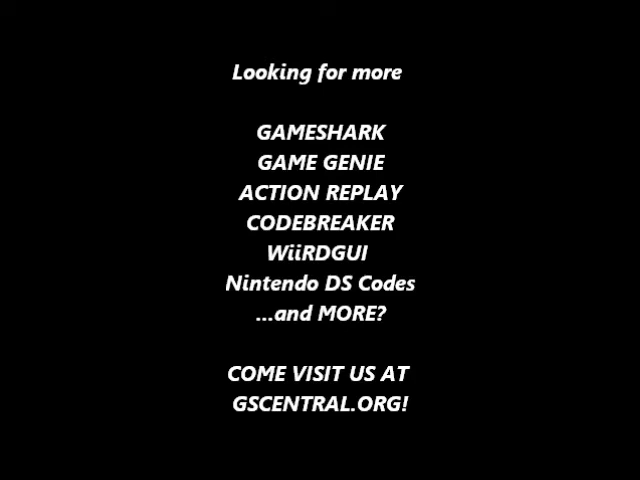 Looking for more
GAMESHARK
GAME GENIE
ACTION REPLAY
CODEBREAKER
WiiRDGUI
Nintendo DS Codes
...and MORE?
COME VISIT US AT
GSCENTRAL.ORG!